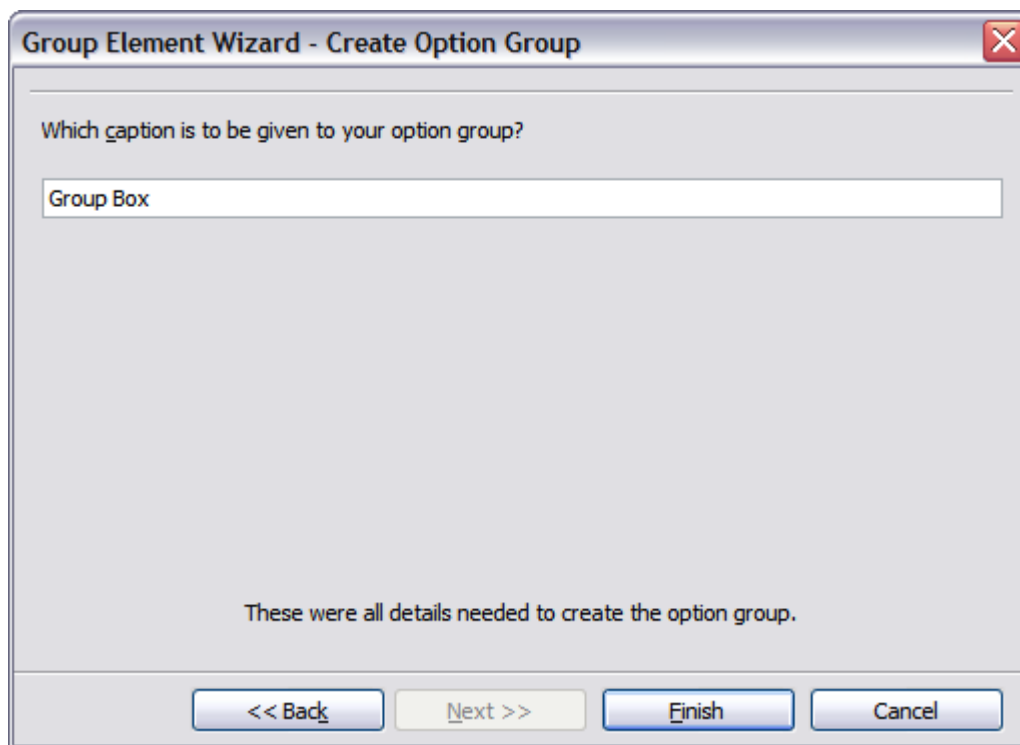 Group Element Wizard - Create Option Group
Which caption is to be given to your option group?
Group Box
These were all details needed to create the option group.
<< Back
Next >>
Finish
Cancel